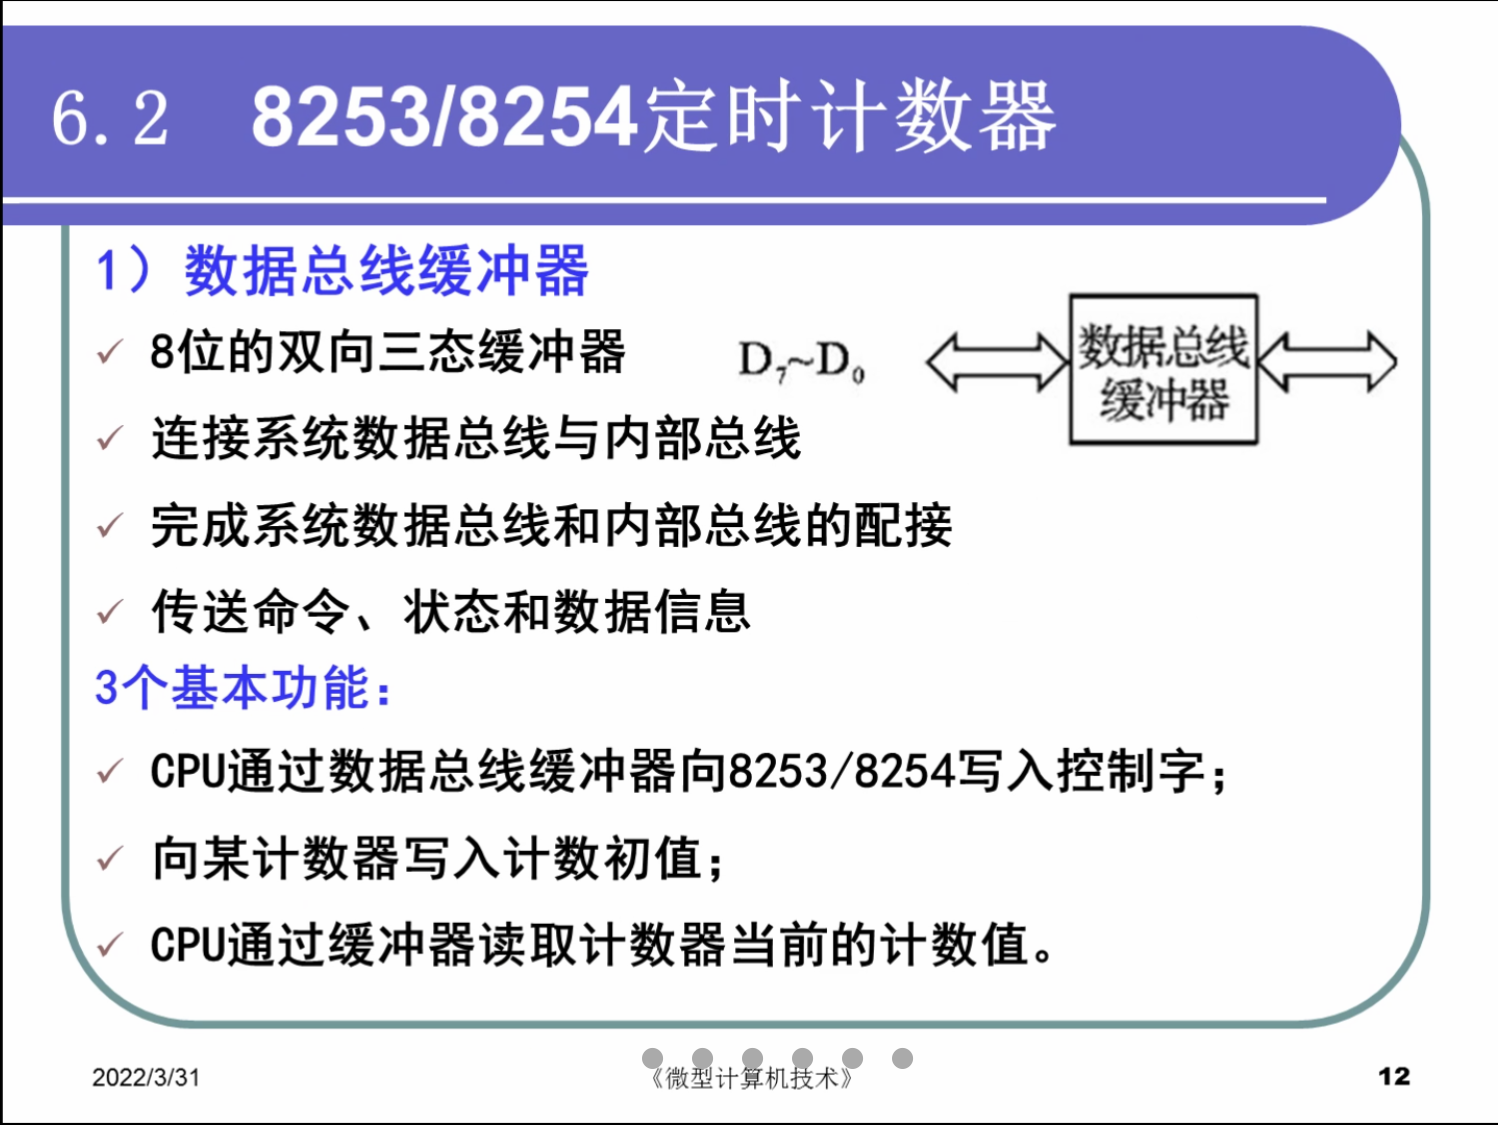 6.2 8253/8254定时计数器
1）数据总线缓冲器
✓ 8位的双向三态缓冲器
D₇~D₀
数据总线
缓冲器
✓ 连接系统数据总线与内部总线
✓ 完成系统数据总线和内部总线的配接
✓ 传送命令、状态和数据信息
3个基本功能：
✓ CPU通过数据总线缓冲器向8253/8254写入控制字；
✓ 向某计数器写入计数初值；
✓ CPU通过缓冲器读取计数器当前的计数值。
2022/3/31
《微型计算机技术》
12